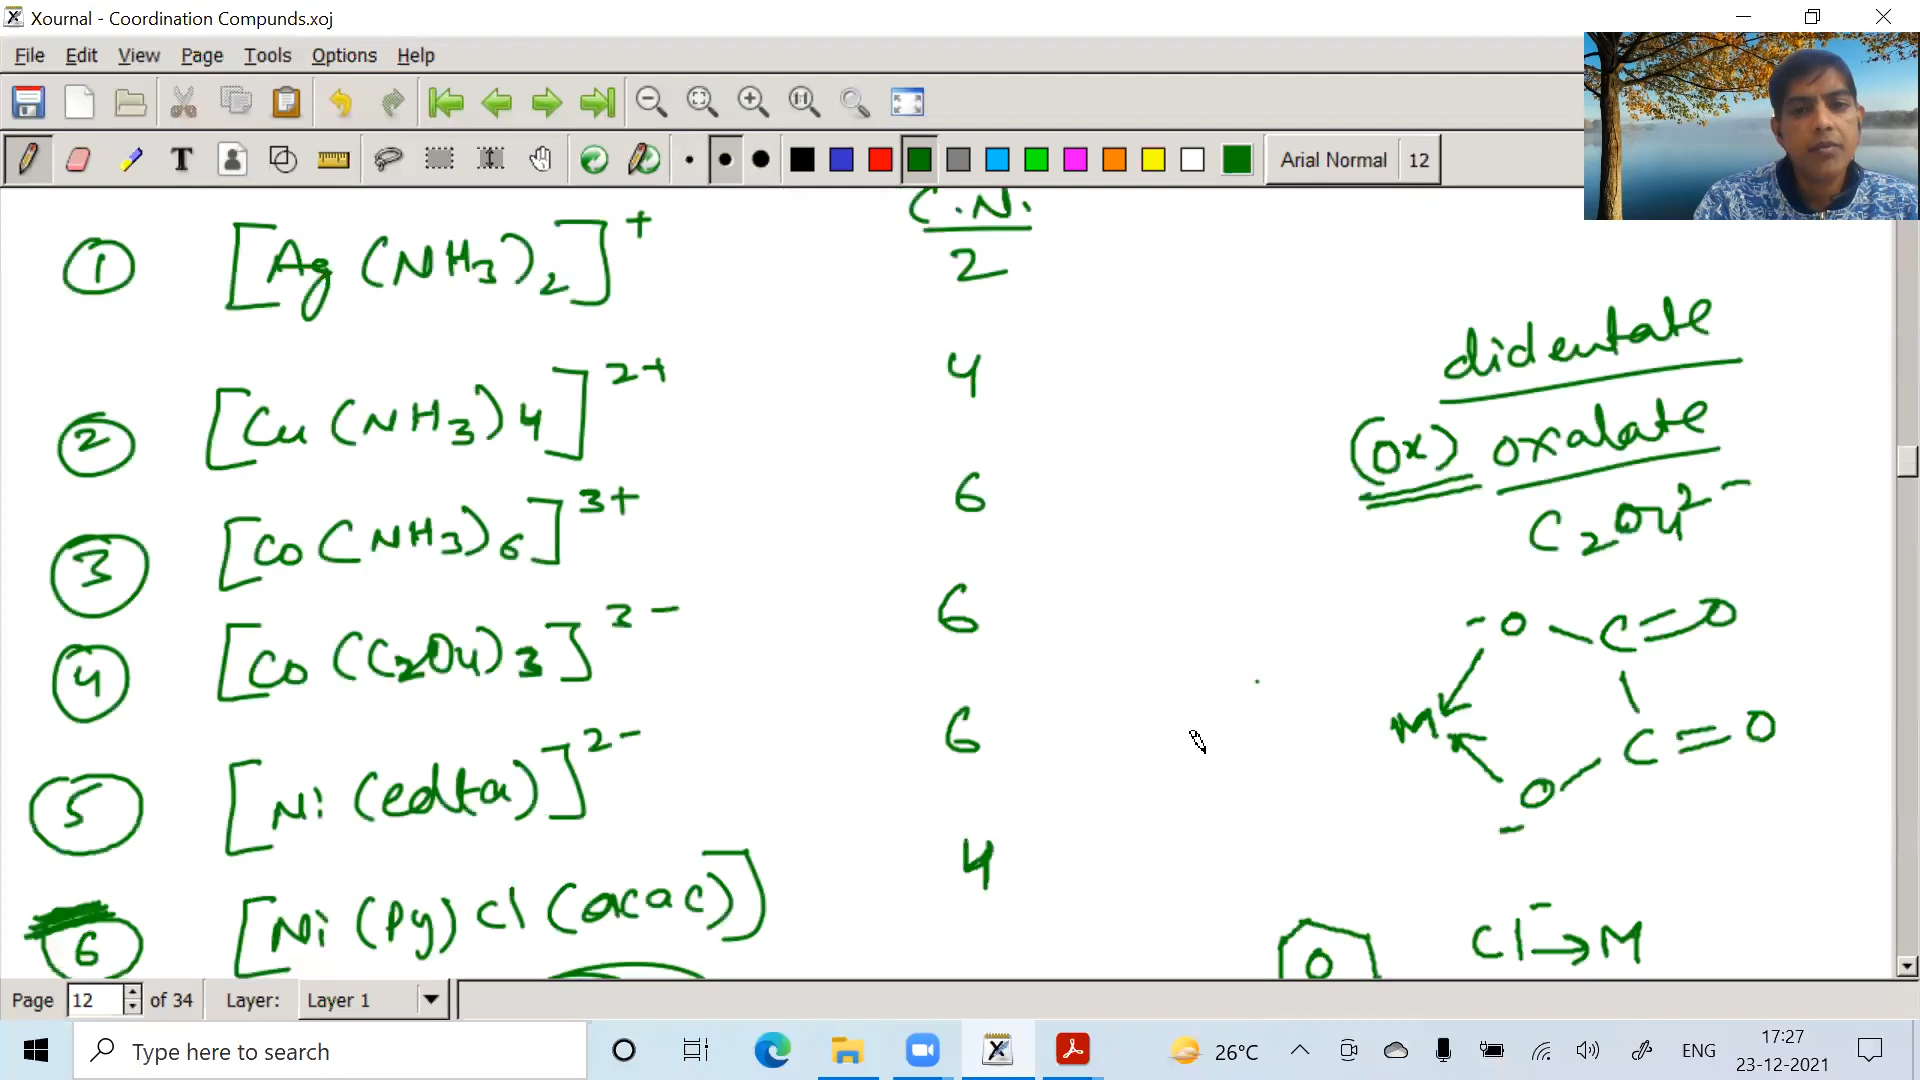 Xournal - Coordination Compunds.xoj
File Edit View Page Tools Options Help
Arial Normal 12
C.N.
1 [Ag(NH3)2]+ 2
2 [Cu(NH3)4]2+ 4
3 [Co(NH3)6]3+ 6
4 [Co(C2O4)3]3- 6
5 [Ni(edta)]2- 6
6 [Ni(Py)Cl(acac)] 4
didentate
(ox) oxalate
C2O4 2-
-O - C = O
M
O - C = O
-
Cl- → M
Page 12 of 34 Layer: Layer 1
Type here to search
26°C
ENG
17:27
23-12-2021